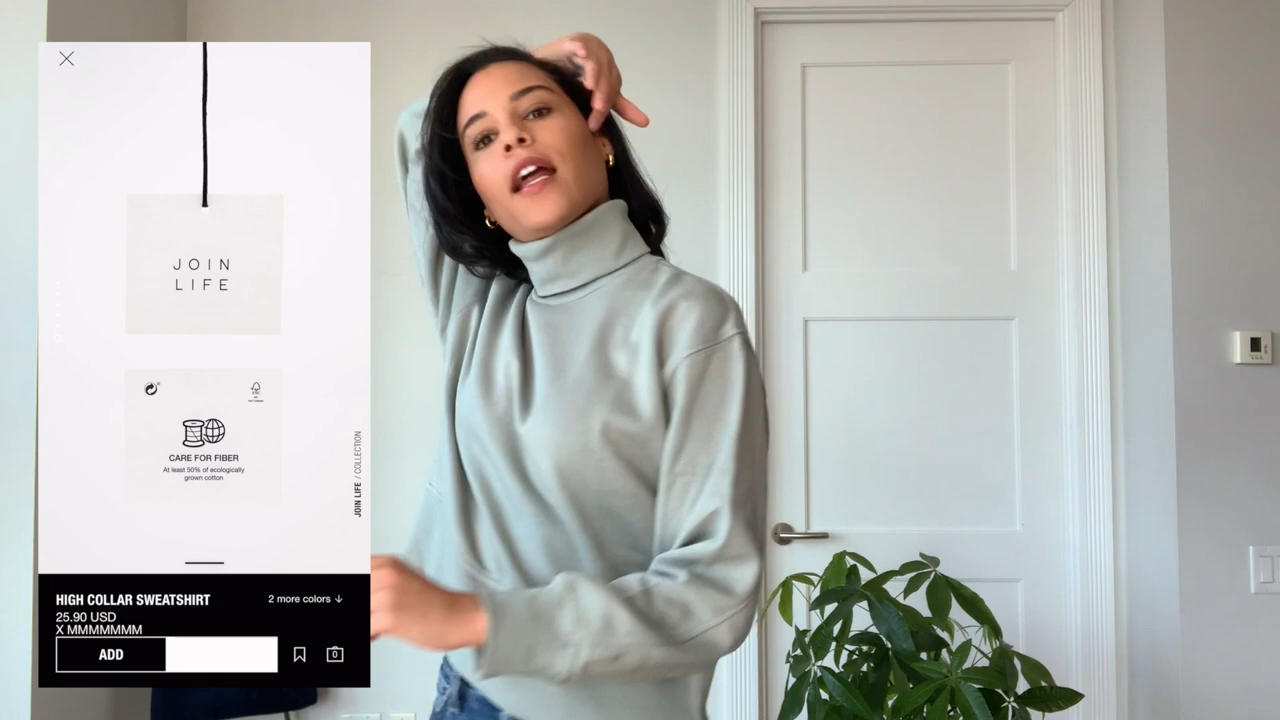 JOIN
LIFE
CARE FOR FIBER
At least 50% of ecologically
grown cotton
JOIN LIFE / COLLECTION
HIGH COLLAR SWEATSHIRT
2 more colors ↓
25.90 USD
X MMMMMMM
ADD
0